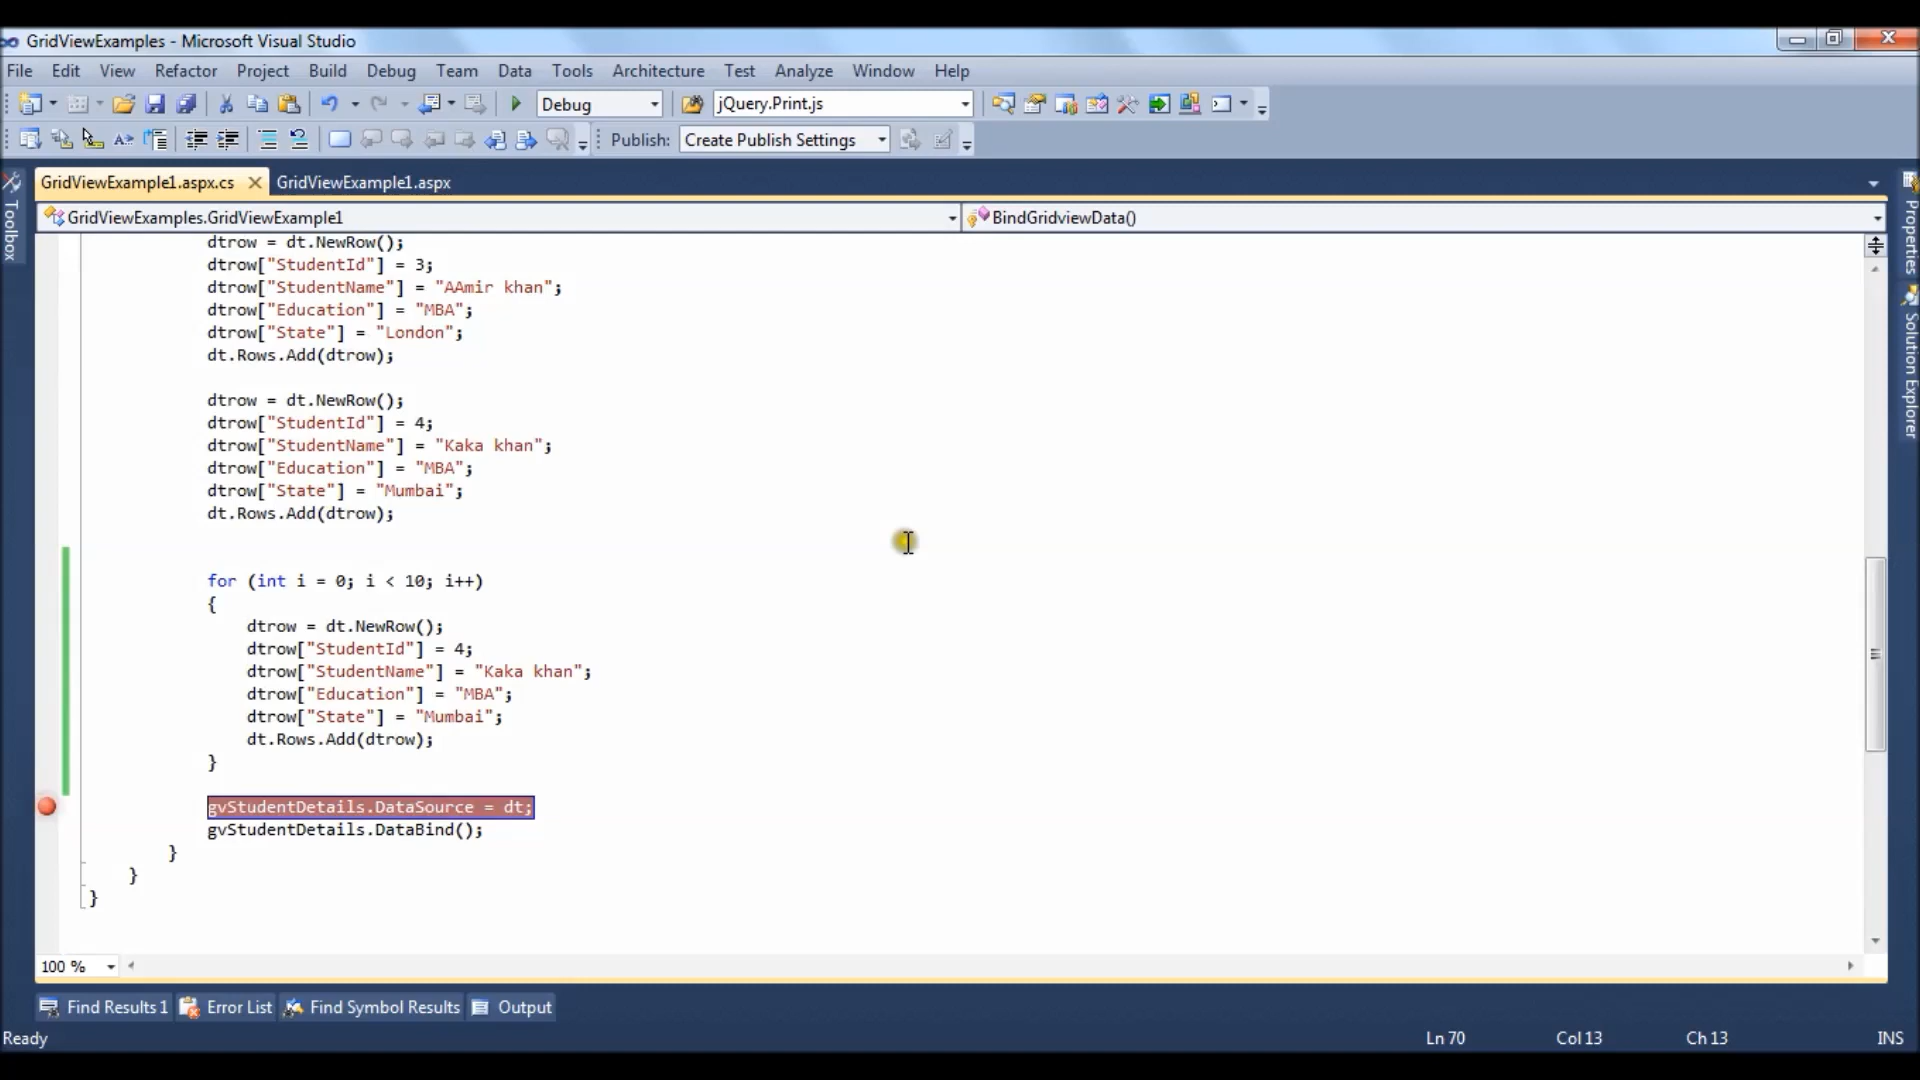 GridViewExamples - Microsoft Visual Studio
File Edit View Refactor Project Build Debug Team Data Tools Architecture Test Analyze Window Help
Debug jQuery.Print.js
Publish: Create Publish Settings
GridViewExample1.aspx.cs GridViewExample1.aspx
Toolbox
GridViewExamples.GridViewExample1 BindGridviewData()
Properties
Solution Explorer
dtrow = dt.NewRow();
dtrow["StudentId"] = 3;
dtrow["StudentName"] = "AAmir khan";
dtrow["Education"] = "MBA";
dtrow["State"] = "London";
dt.Rows.Add(dtrow);
dtrow = dt.NewRow();
dtrow["StudentId"] = 4;
dtrow["StudentName"] = "Kaka khan";
dtrow["Education"] = "MBA";
dtrow["State"] = "Mumbai";
dt.Rows.Add(dtrow);
for (int i = 0; i < 10; i++)
{
dtrow = dt.NewRow();
dtrow["StudentId"] = 4;
dtrow["StudentName"] = "Kaka khan";
dtrow["Education"] = "MBA";
dtrow["State"] = "Mumbai";
dt.Rows.Add(dtrow);
}
gvStudentDetails.DataSource = dt;
gvStudentDetails.DataBind();
}
}
}
100 %
Find Results 1 Error List Find Symbol Results Output
Ready Ln 70 Col 13 Ch 13 INS